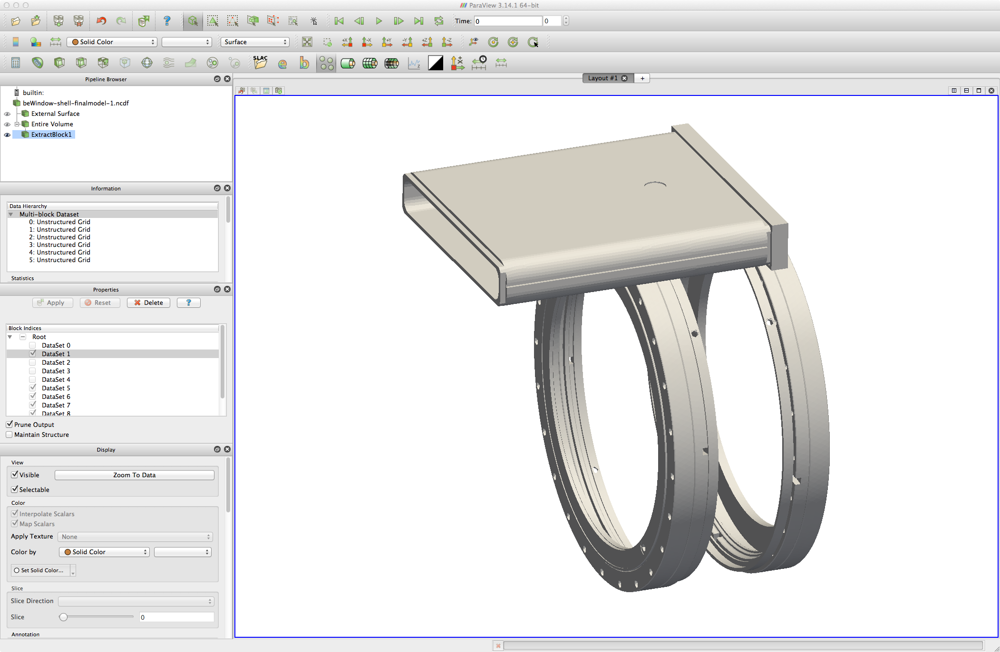 ParaView 3.14.1 64-bit
Time: 0 0
Solid Color Surface
+X -X +Y -Y +Z -Z
SLAC
Pipeline Browser
Layout #1 +
builtin:
beWindow-shell-finalmodel-1.ncdf
External Surface
Entire Volume
ExtractBlock1
Information
Data Hierarchy
Multi-block Dataset
0: Unstructured Grid
1: Unstructured Grid
2: Unstructured Grid
3: Unstructured Grid
4: Unstructured Grid
5: Unstructured Grid
Statistics
Properties
Apply Reset Delete ?
Block Indices
Root
DataSet 0
DataSet 1
DataSet 2
DataSet 3
DataSet 4
DataSet 5
DataSet 6
DataSet 7
DataSet 8
Prune Output
Maintain Structure
Display
View
Visible Zoom To Data
Selectable
Color
Interpolate Scalars
Map Scalars
Apply Texture None
Color by Solid Color
Set Solid Color...
Slice
Slice Direction
Slice 0
Annotation